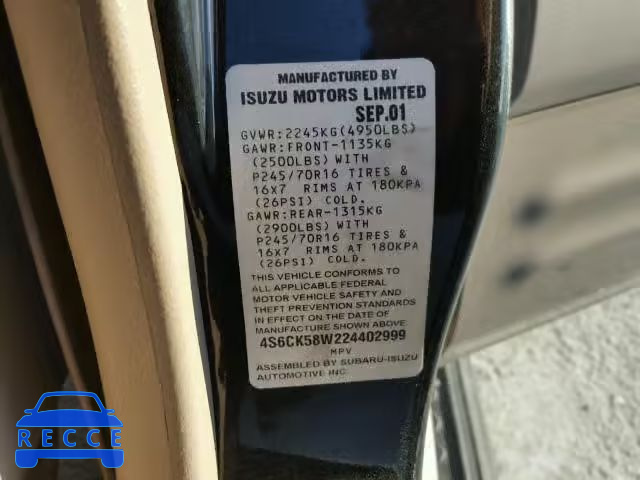 MANUFACTURED BY
ISUZU MOTORS LIMITED
SEP.01
GVWR:2245KG(4950LBS)
GAWR:FRONT-1135KG
(2500LBS) WITH
P245/70R16 TIRES &
16x7 RIMS AT 180KPA
(26PSI) COLD.
GAWR:REAR-1315KG
(2900LBS) WITH
P245/70R16 TIRES &
16x7 RIMS AT 180KPA
(26PSI) COLD.
THIS VEHICLE CONFORMS TO
ALL APPLICABLE FEDERAL
MOTOR VEHICLE SAFETY AND
THEFT PREVENTION STANDARDS
IN EFFECT ON THE DATE OF
MANUFACTURE SHOWN ABOVE
4S6CK58W224402999
MPV
ASSEMBLED BY SUBARU-ISUZU
AUTOMOTIVE INC.
RECCE